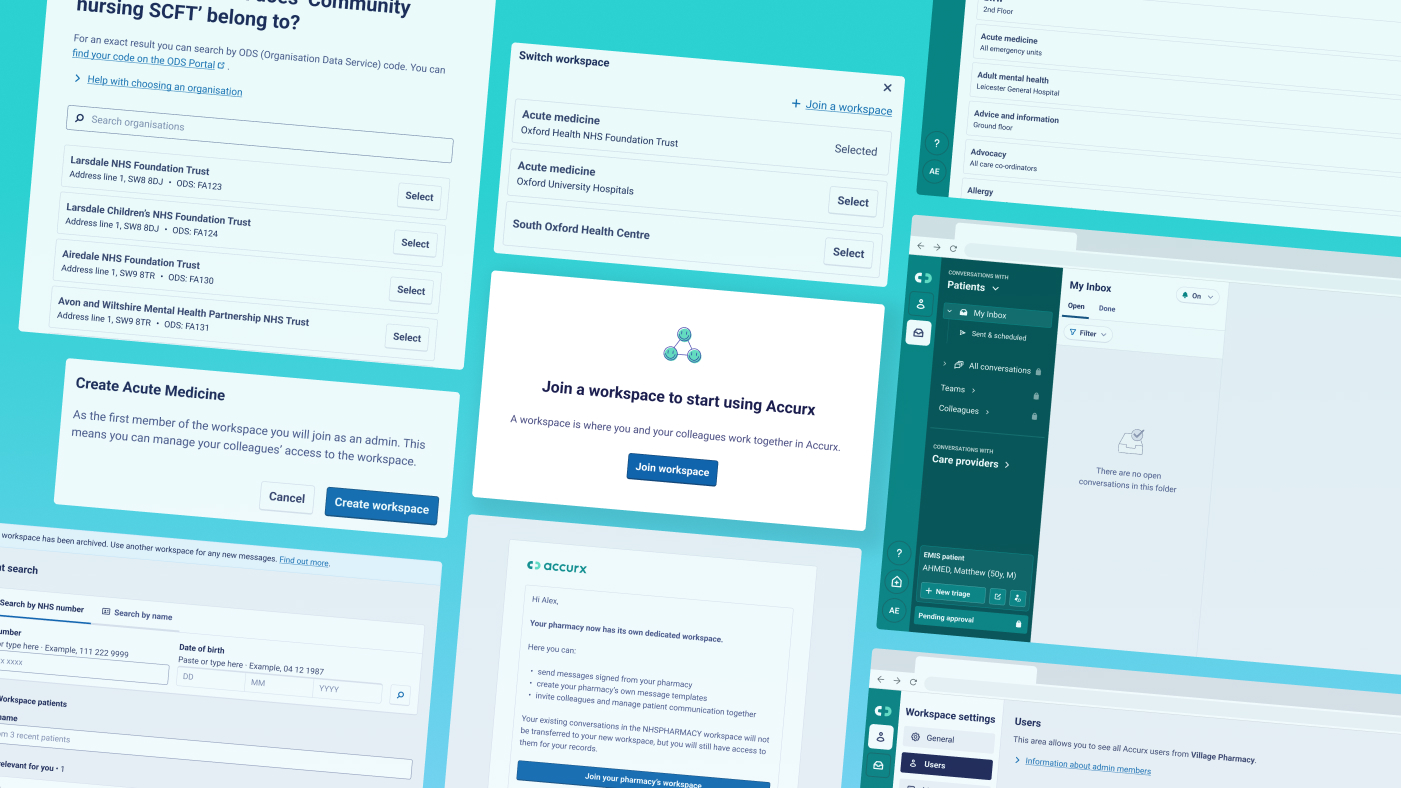 does 'Community
nursing SCFT' belong to?
For an exact result you can search by ODS (Organisation Data Service) code. You can
find your code on the ODS Portal .
Help with choosing an organisation
Search organisations
Larsdale NHS Foundation Trust
Address line 1, SW8 8DJ • ODS: FA123
Select
Larsdale Children's NHS Foundation Trust
Address line 1, SW8 8DJ • ODS: FA124
Select
Airedale NHS Foundation Trust
Address line 1, SW9 8TR • ODS: FA130
Select
Avon and Wiltshire Mental Health Partnership NHS Trust
Address line 1, SW9 8TR • ODS: FA131
Select
Create Acute Medicine
As the first member of the workspace you will join as an admin. This
means you can manage your colleagues' access to the workspace.
Cancel
Create workspace
workspace has been archived. Use another workspace for any new messages. Find out more.
search
Search by NHS number
Search by name
or type here · Example, 111 222 9999
xxxx
Date of birth
Paste or type here · Example, 04 12 1987
DD
MM
YYYY
Workspace patients
name
from 3 recent patients
relevant for you • 1
Switch workspace
+ Join a workspace
Acute medicine
Oxford Health NHS Foundation Trust
Selected
Acute medicine
Oxford University Hospitals
Select
South Oxford Health Centre
Select
Join a workspace to start using Accurx
A workspace is where you and your colleagues work together in Accurx.
Join workspace
accurx
Hi Alex,
Your pharmacy now has its own dedicated workspace.
Here you can:
• send messages signed from your pharmacy
• create your pharmacy's own message templates
• invite colleagues and manage patient communication together
Your existing conversations in the NHSPHARMACY workspace will not
be transferred to your new workspace, but you will still have access to
them for your records.
Join your pharmacy's workspace
2nd Floor
Acute medicine
All emergency units
Adult mental health
Leicester General Hospital
Advice and information
Ground floor
Advocacy
All care co-ordinators
Allergy
?
AE
CONVERSATIONS WITH
Patients
My Inbox
Sent & scheduled
All conversations
Teams
Colleagues
CONVERSATIONS WITH
Care providers
EMIS patient
AHMED, Matthew (50y, M)
+ New triage
Pending approval
?
AE
My Inbox
On
Open
Done
Filter
There are no open
conversations in this folder
Workspace settings
General
Users
Users
This area allows you to see all Accurx users from Village Pharmacy.
Information about admin members